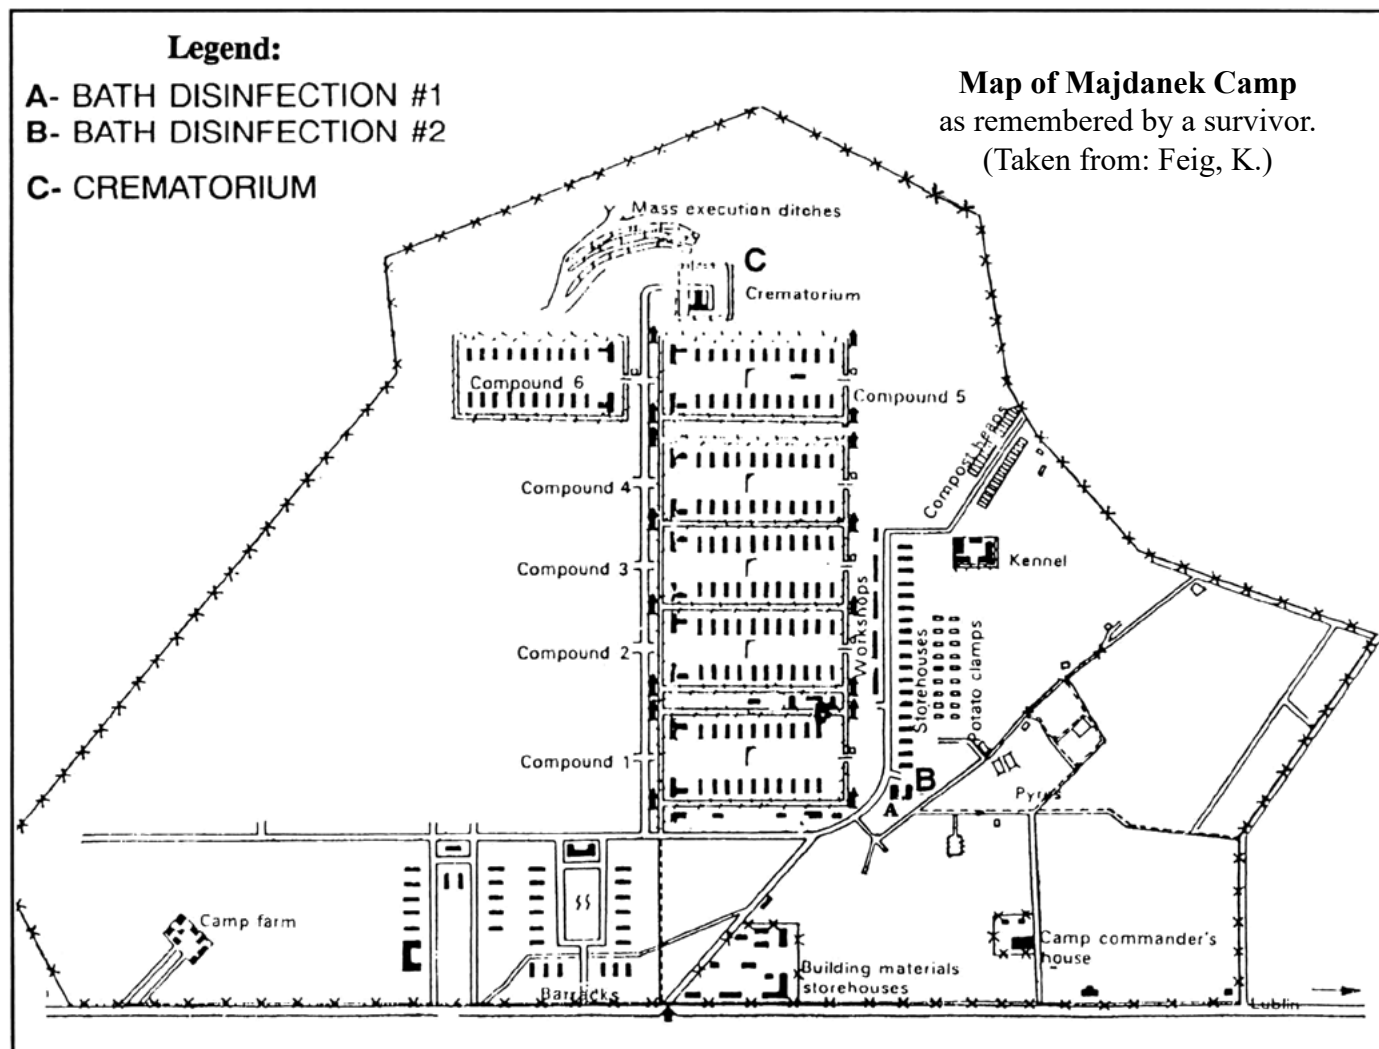 Legend:
A- BATH DISINFECTION #1
B- BATH DISINFECTION #2
C- CREMATORIUM
Map of Majdanek Camp
as remembered by a survivor.
(Taken from: Feig, K.)
Mass execution ditches
C
Crematorium
Compound 6
Compound 5
Compost heaps
Compound 4
Kennel
Compound 3
Workshops
Storehouses
Potato clamps
Compound 2
Compound 1
B
A
Camp farm
Barracks
Building materials
storehouses
Camp commander's
house
Lublin